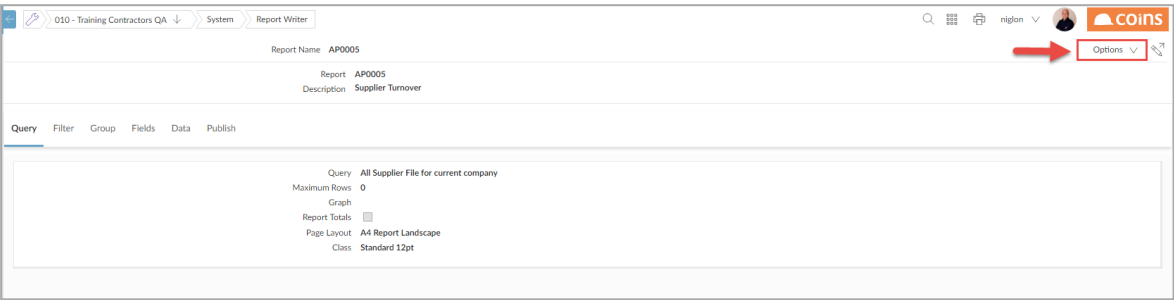 010 - Training Contractors QA System Report Writer niglon coins
Report Name AP0005 Options
Report AP0005
Description Supplier Turnover
Query Filter Group Fields Data Publish
Query All Supplier File for current company
Maximum Rows 0
Graph
Report Totals
Page Layout A4 Report Landscape
Class Standard 12pt